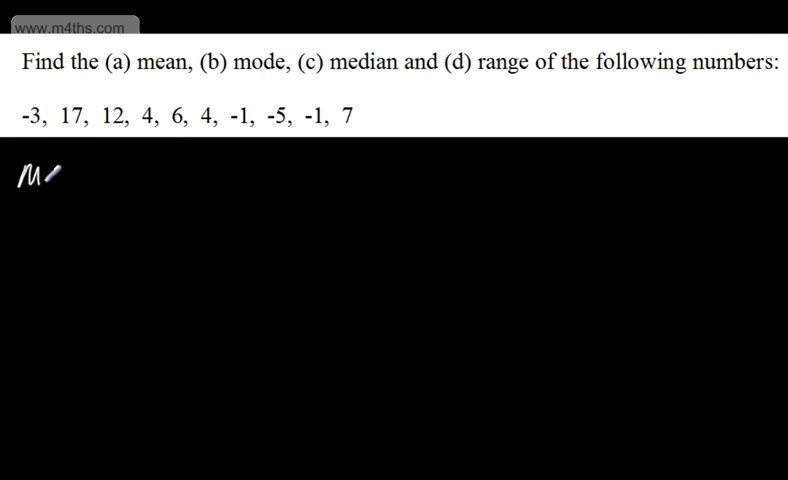 www.m4ths.com
Find the (a) mean, (b) mode, (c) median and (d) range of the following numbers:
-3, 17, 12, 4, 6, 4, -1, -5, -1, 7
M